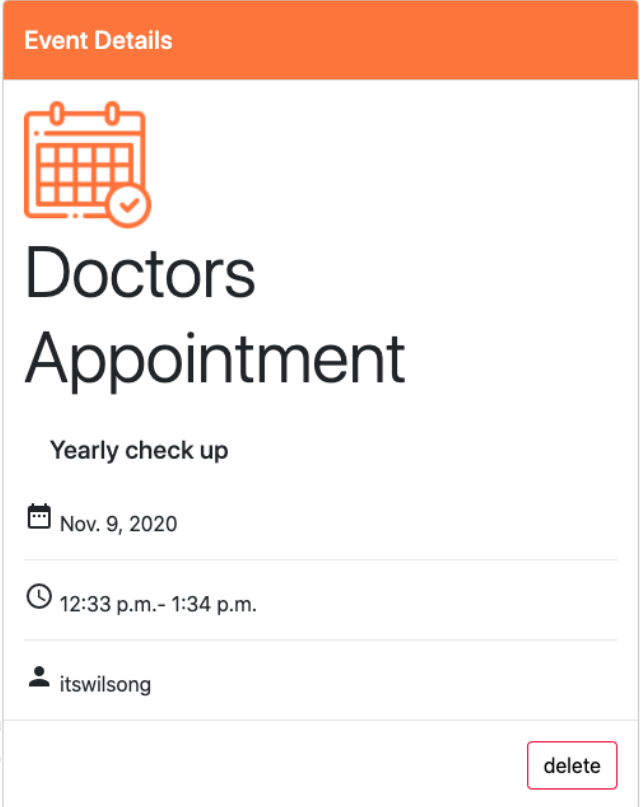 Event Details
Doctors
Appointment
Yearly check up
Nov. 9, 2020
12:33 p.m.- 1:34 p.m.
itswilsong
delete